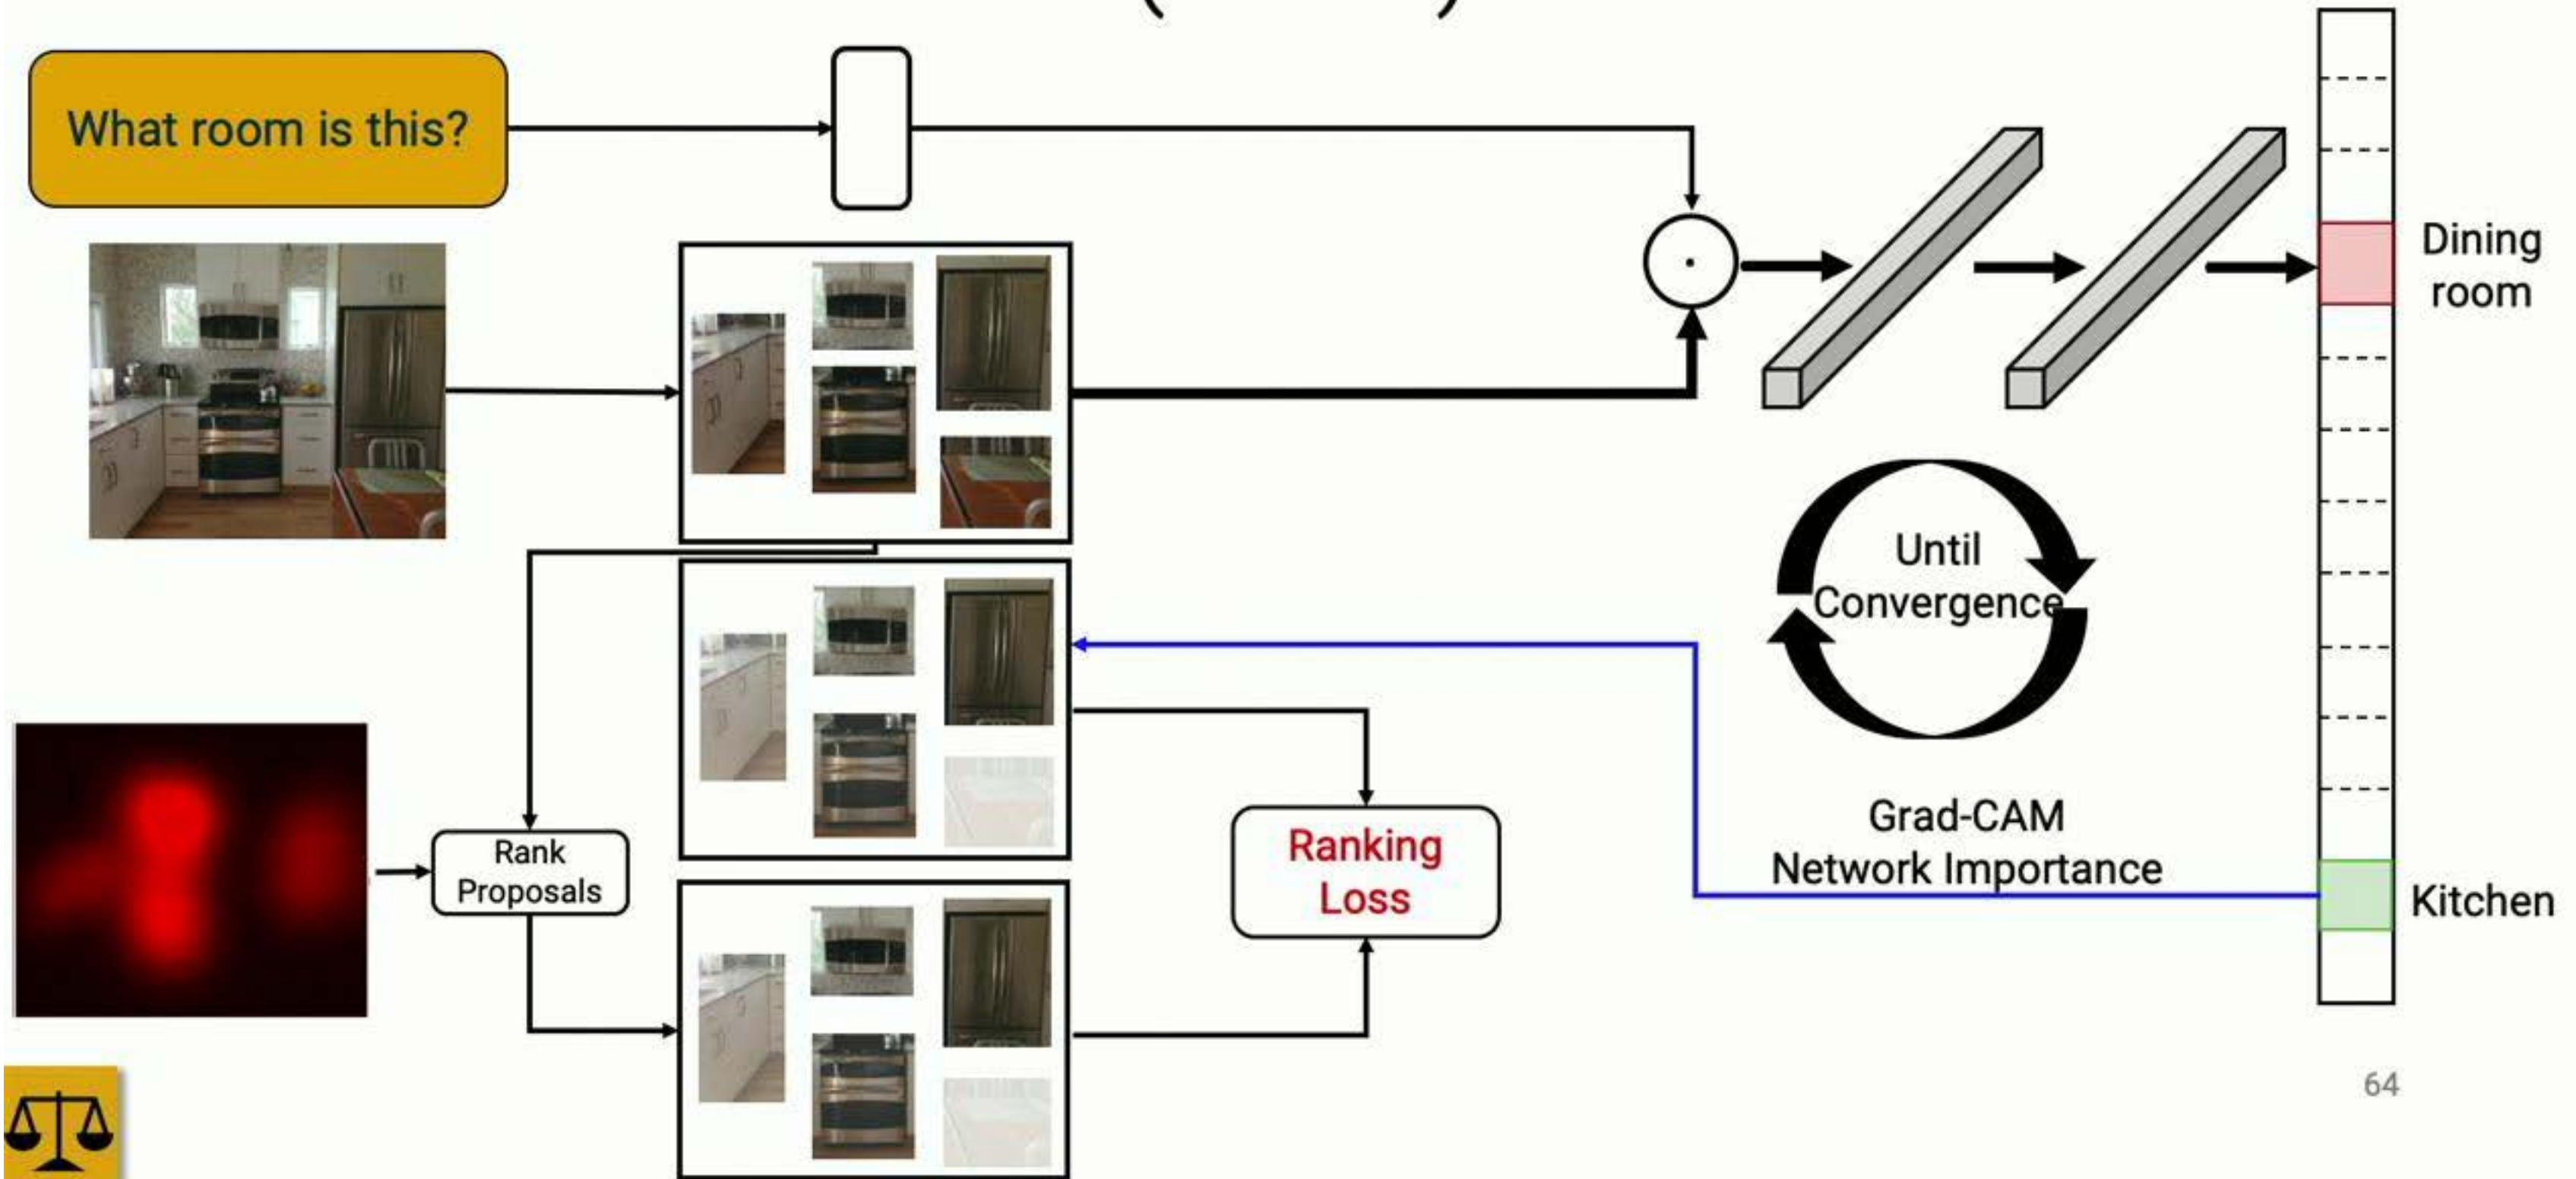 What room is this?
Dining
room
Until
Convergence
Grad-CAM
Network Importance
Kitchen
Rank
Proposals
Ranking
Loss
64